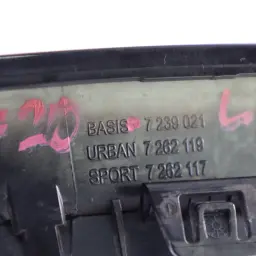 BASIS 7 239 021
URBAN 7 262 119
SPORT 7 262 117